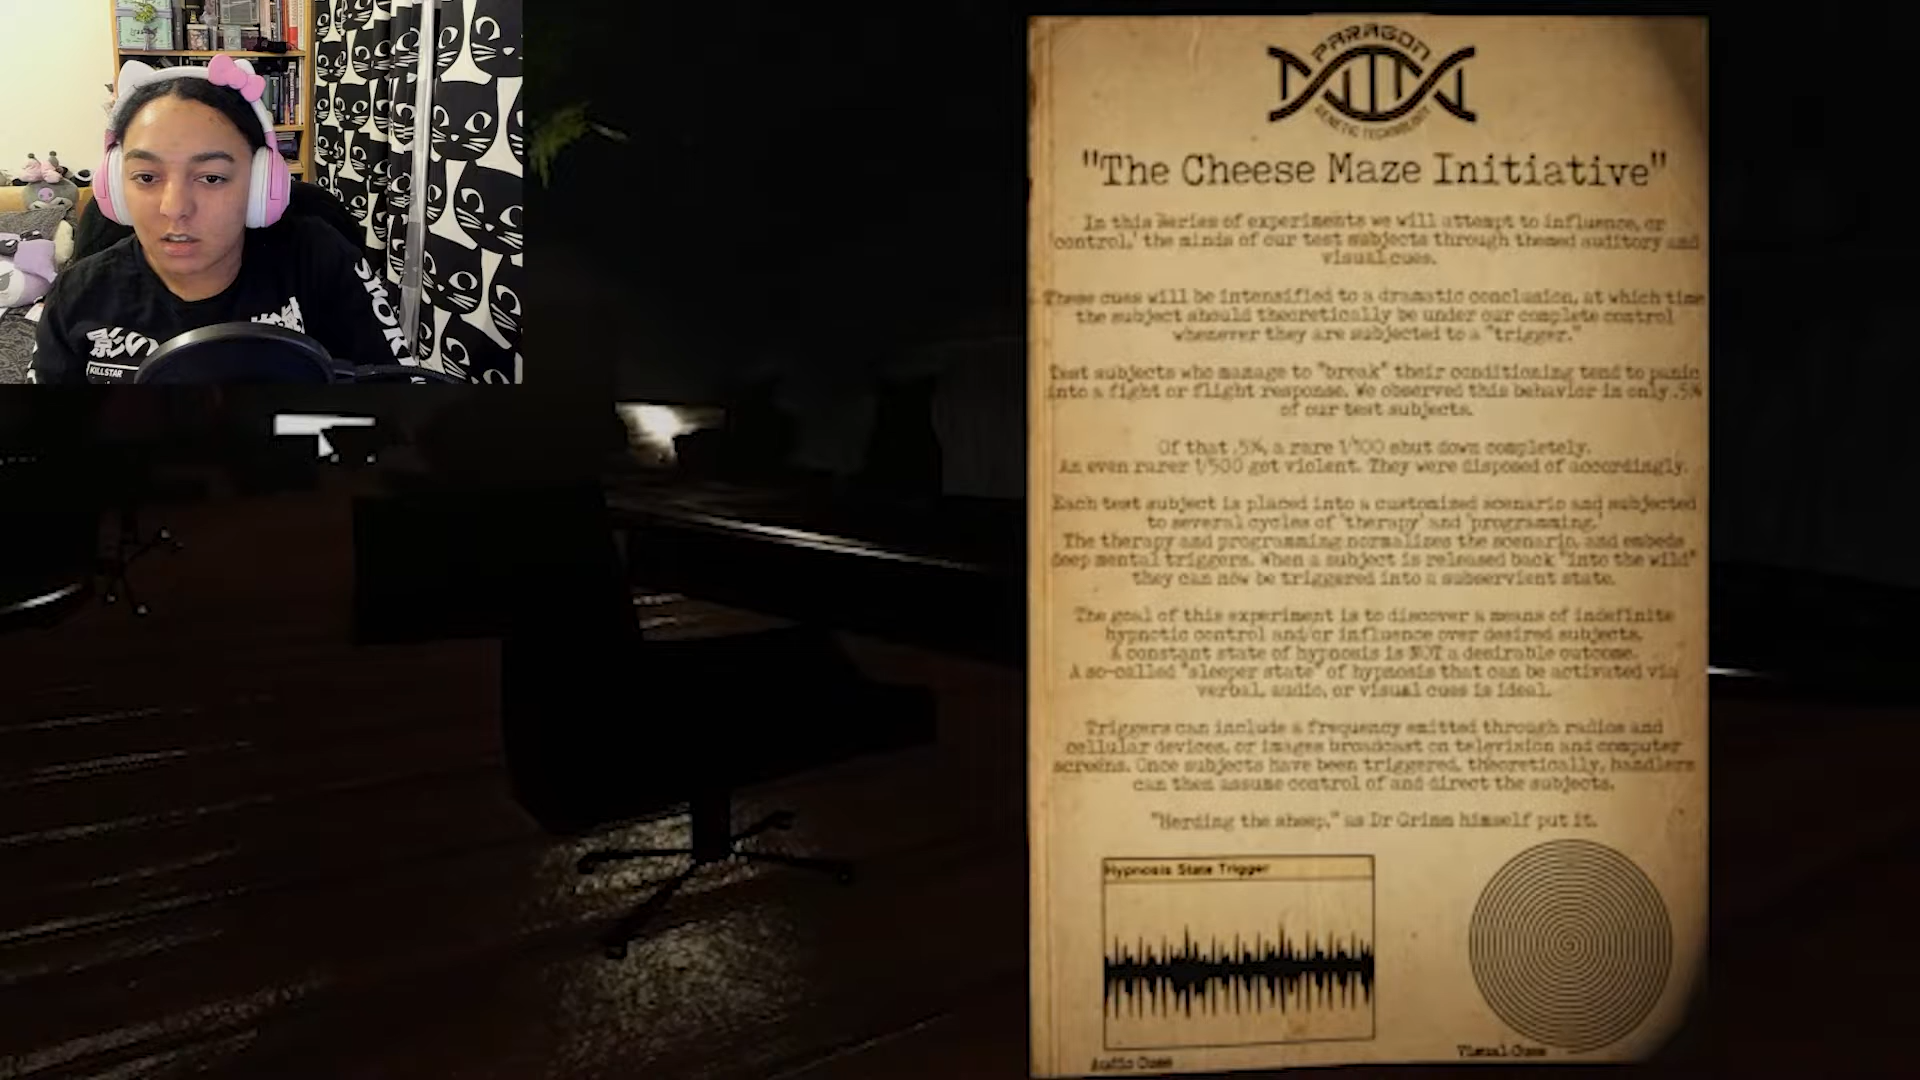 PARAGON
GENETIC TECHNOLOGY
"The Cheese Maze Initiative"
In this series of experiments we will attempt to influence, or
'control,' the minds of our test subjects through themed auditory and
visual cues.
These cues will be intensified to a dramatic conclusion, at which time
the subject should theoretically be under our complete control
whenever they are subjected to a "trigger."
Test subjects who manage to "break" their conditioning tend to panic
into a fight or flight response. We observed this behavior in only .5%
of our test subjects.
Of that .5%, a rare 1/100 shut down completely.
An even rarer 1/500 got violent. They were disposed of accordingly.
Each test subject is placed into a customized scenario and subjected
to several cycles of 'therapy' and 'programming.'
The therapy and programming normalizes the scenario, and embeds
deep mental triggers. When a subject is released back "into the wild"
they can now be triggered into a subservient state.
The goal of this experiment is to discover a means of indefinite
hypnotic control and/or influence over desired subjects.
A constant state of hypnosis is NOT a desirable outcome.
A so-called "sleeper state" of hypnosis that can be activated via
verbal, audio, or visual cues is ideal.
Triggers can include a frequency emitted through radios and
cellular devices, or images broadcast on television and computer
screens. Once subjects have been triggered, theoretically, handlers
can then assume control of and direct the subjects.
"Herding the sheep," as Dr Grimm himself put it.
Hypnosis State Trigger
Audio Cues
Visual Cues
影の
KILLSTAR